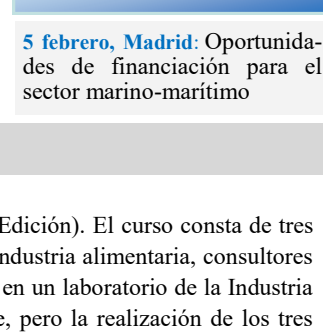 5 febrero, Madrid: Oportunida-
des de financiación para el
sector marino-marítimo
Edición). El curso consta de tres
ndustria alimentaria, consultores
en un laboratorio de la Industria
e, pero la realización de los tres